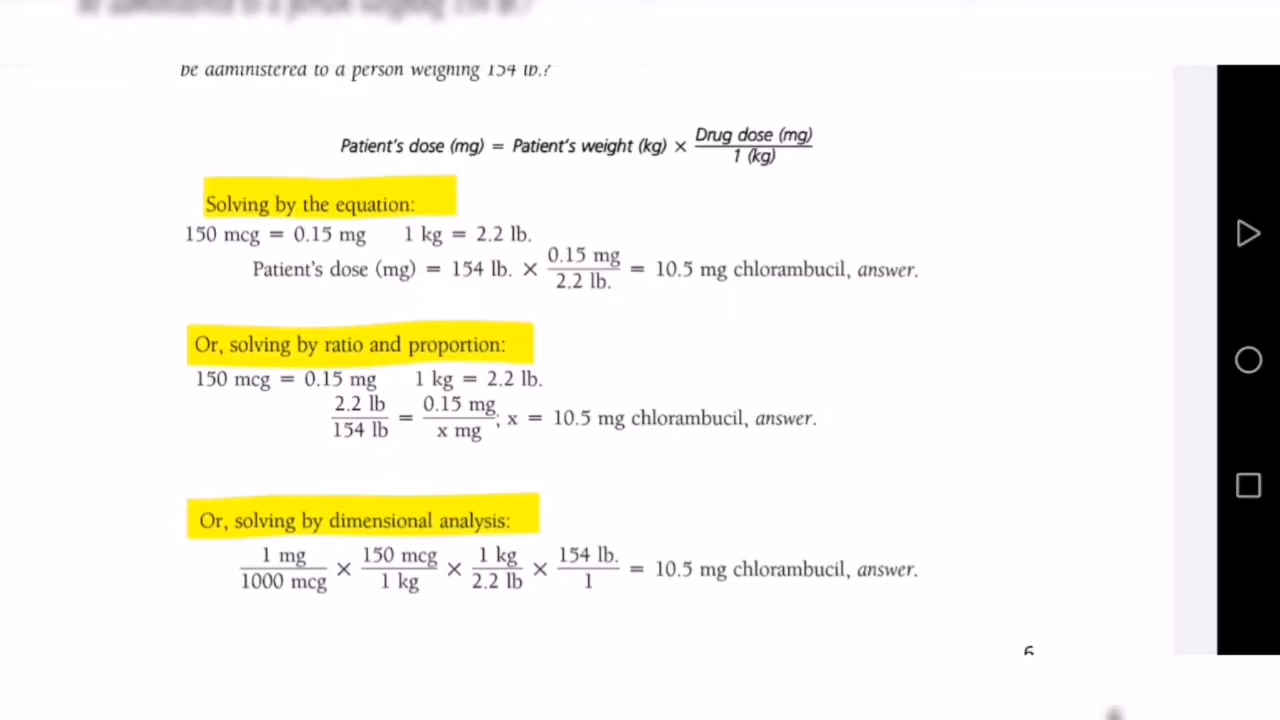 be administered to a person weighing 154 lb.?
Patient's dose (mg) = Patient's weight (kg) × Drug dose (mg) / 1 (kg)
Solving by the equation:
150 mcg = 0.15 mg 1 kg = 2.2 lb.
Patient's dose (mg) = 154 lb. × 0.15 mg / 2.2 lb. = 10.5 mg chlorambucil, answer.
Or, solving by ratio and proportion:
150 mcg = 0.15 mg 1 kg = 2.2 lb.
2.2 lb / 154 lb = 0.15 mg / x mg ; x = 10.5 mg chlorambucil, answer.
Or, solving by dimensional analysis:
1 mg / 1000 mcg × 150 mcg / 1 kg × 1 kg / 2.2 lb × 154 lb. / 1 = 10.5 mg chlorambucil, answer.
6